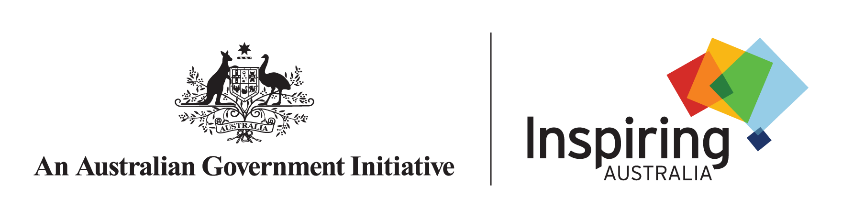 AUSTRALIA
An Australian Government Initiative
Inspiring
AUSTRALIA